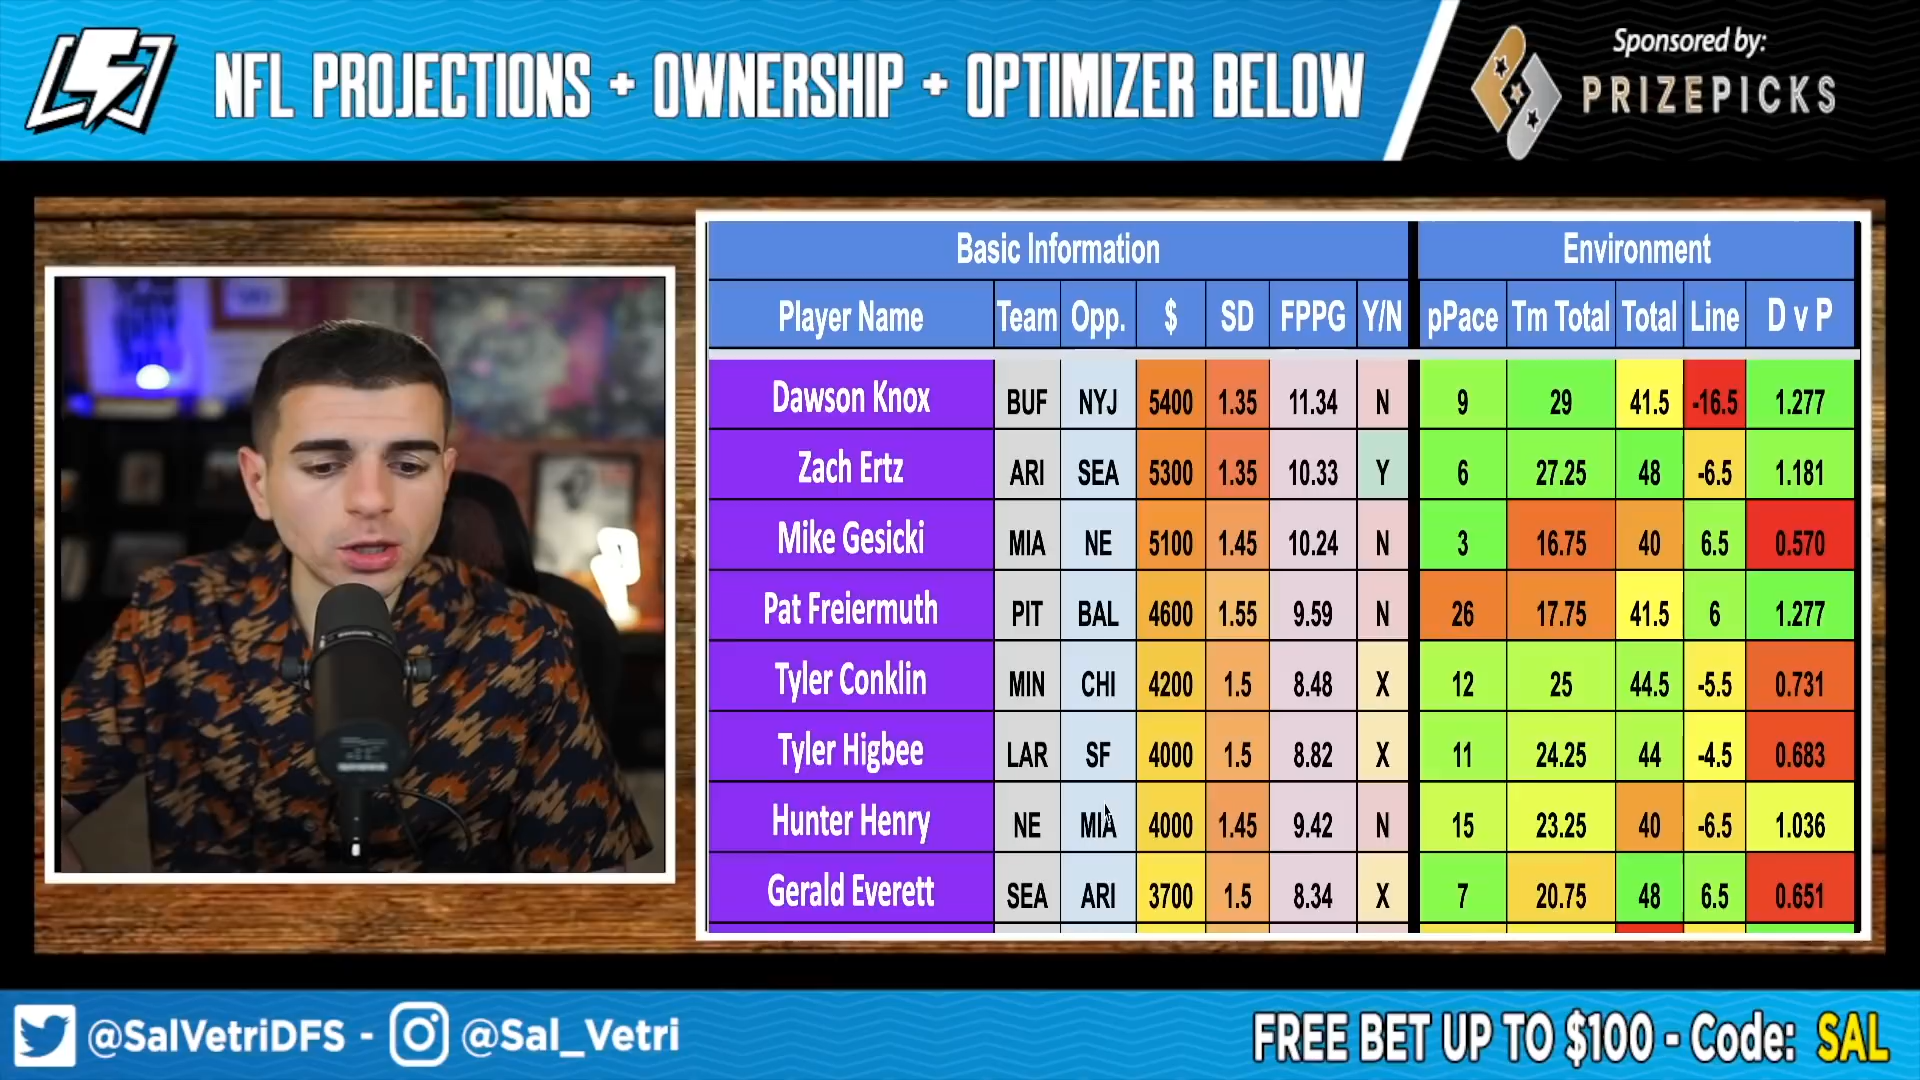 NFL PROJECTIONS + OWNERSHIP + OPTIMIZER BELOW
Sponsored by:
PRIZEPICKS
Basic Information Environment
Player Name Team Opp. $ SD FPPG Y/N pPace Tm Total Total Line D v P
Dawson Knox BUF NYJ 5400 1.35 11.34 N 9 29 41.5 -16.5 1.277
Zach Ertz ARI SEA 5300 1.35 10.33 Y 6 27.25 48 -6.5 1.181
Mike Gesicki MIA NE 5100 1.45 10.24 N 3 16.75 40 6.5 0.570
Pat Freiermuth PIT BAL 4600 1.55 9.59 N 26 17.75 41.5 6 1.277
Tyler Conklin MIN CHI 4200 1.5 8.48 X 12 25 44.5 -5.5 0.731
Tyler Higbee LAR SF 4000 1.5 8.82 X 11 24.25 44 -4.5 0.683
Hunter Henry NE MIA 4000 1.45 9.42 N 15 23.25 40 -6.5 1.036
Gerald Everett SEA ARI 3700 1.5 8.34 X 7 20.75 48 6.5 0.651
@SalVetriDFS - @Sal_Vetri
FREE BET UP TO $100 - Code: SAL